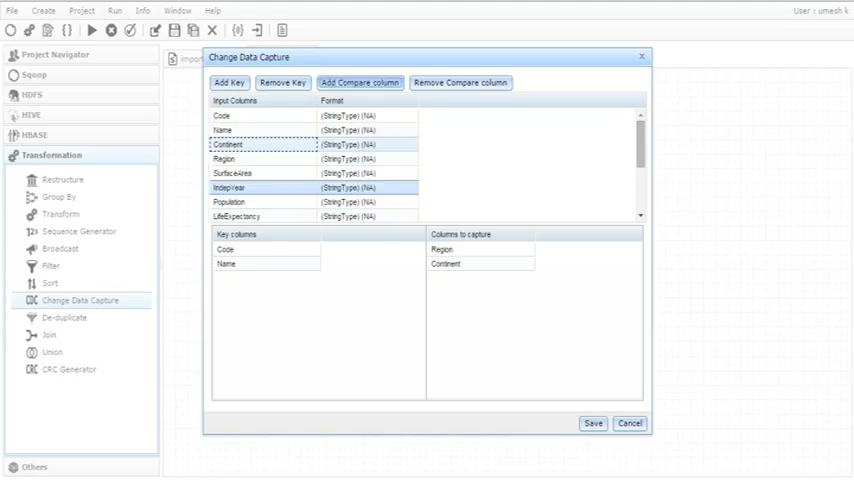 File Create Project Run Info Window Help User : umesh k
Project Navigator
Sqoop
HDFS
HIVE
HBASE
Transformation
Restructure
Group By
Transform
123 Sequence Generator
Broadcast
Filter
Sort
CDC Change Data Capture
De-duplicate
Join
Union
CRC CRC Generator
Others
import
Change Data Capture x
Add Key Remove Key Add Compare column Remove Compare column
Input Columns Format
Code (StringType) (NA)
Name (StringType) (NA)
Continent (StringType) (NA)
Region (StringType) (NA)
SurfaceArea (StringType) (NA)
IndepYear (StringType) (NA)
Population (StringType) (NA)
LifeExpectancy (StringType) (NA)
Key columns Columns to capture
Code Region
Name Continent
Save Cancel